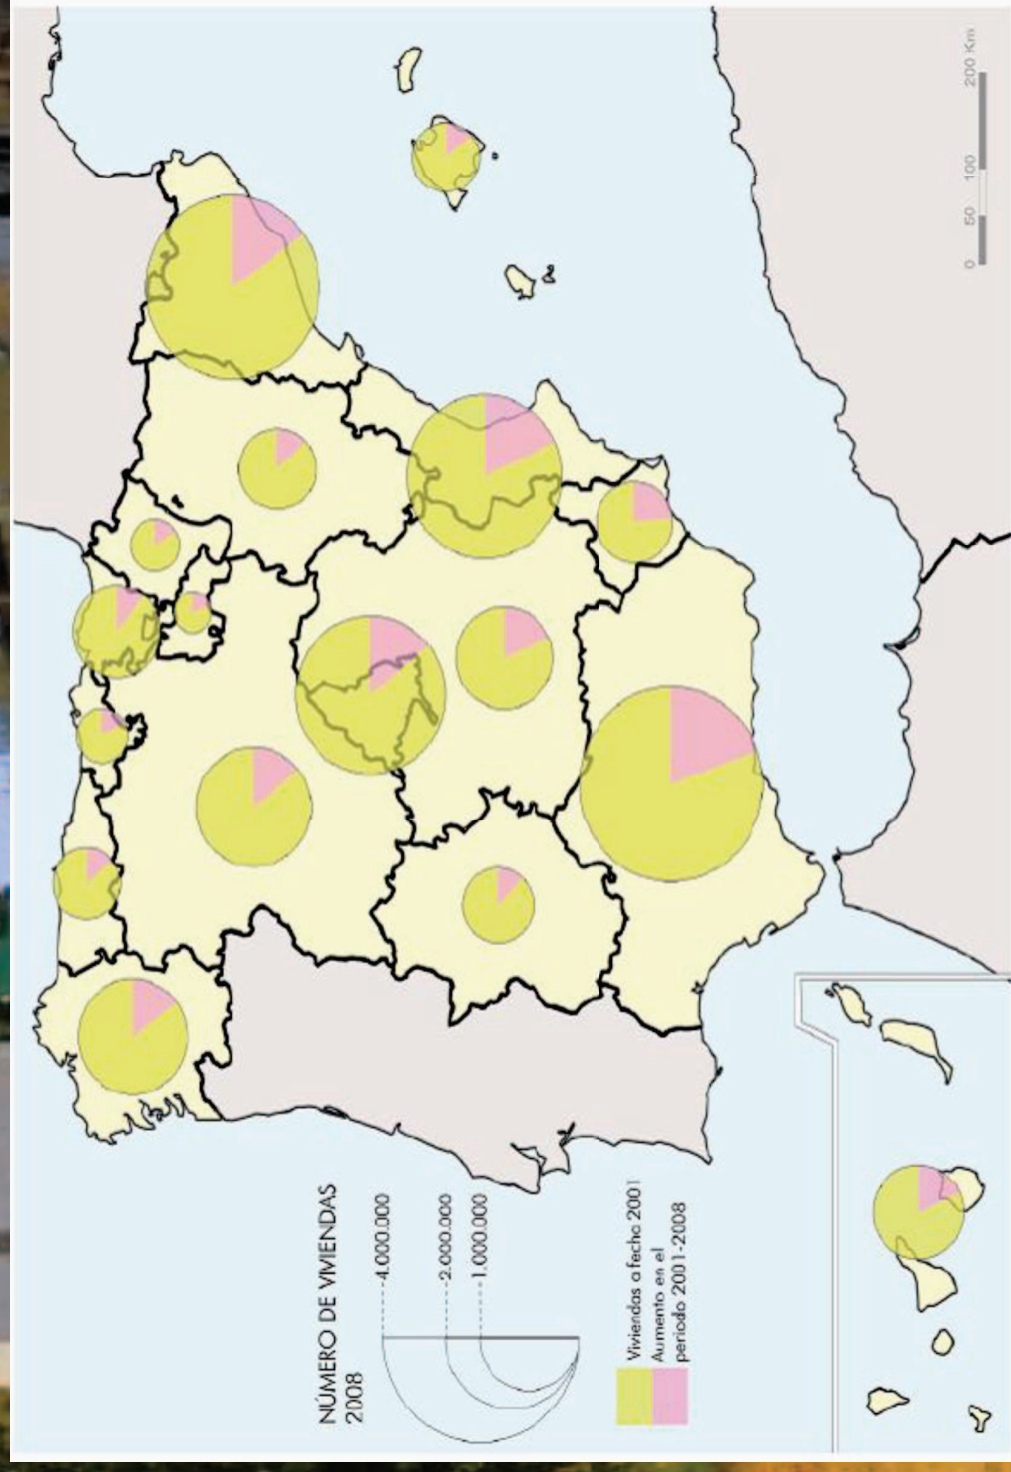 NÚMERO DE VIVIENDAS
2008
4.000.000
2.000.000
1.000.000
Viviendas a fecha 2001
Aumento en el
periodo 2001-2008
0 50 100 200 Km